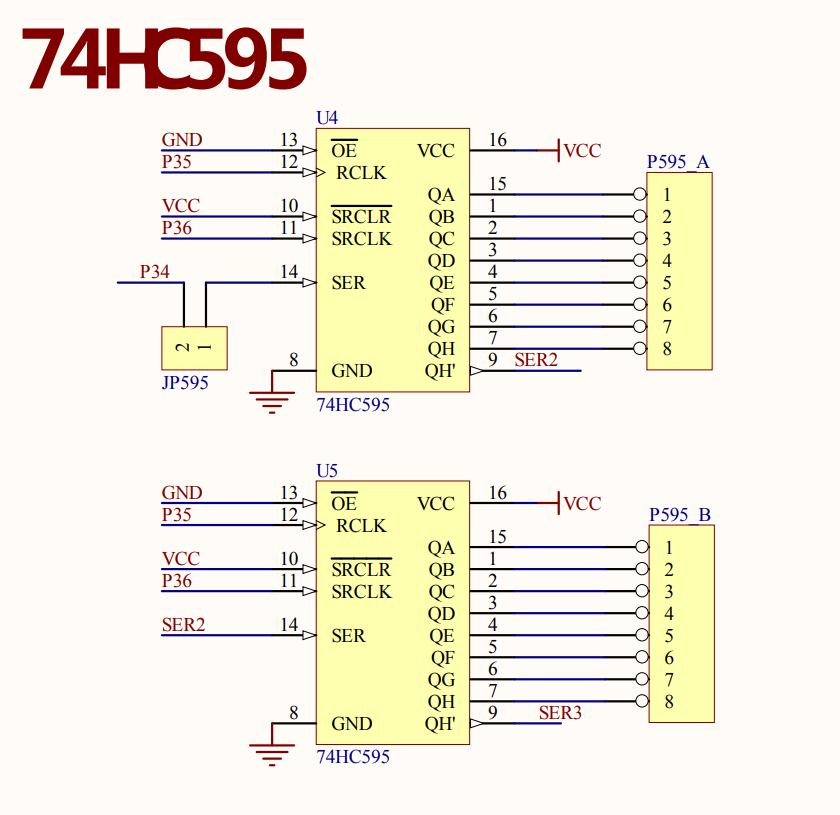 74HC595
U4
GND 13 OE VCC 16 VCC
P35 12 RCLK P595_A
QA 15 1
VCC 10 SRCLR QB 1 2
P36 11 SRCLK QC 2 3
QD 3 4
P34 14 SER QE 4 5
QF 5 6
2 1 QG 6 7
QH 7 8
8 GND QH' 9 SER2
JP595
74HC595
U5
GND 13 OE VCC 16 VCC
P35 12 RCLK P595_B
QA 15 1
VCC 10 SRCLR QB 1 2
P36 11 SRCLK QC 2 3
QD 3 4
SER2 14 SER QE 4 5
QF 5 6
QG 6 7
QH 7 8
8 GND QH' 9 SER3
74HC595